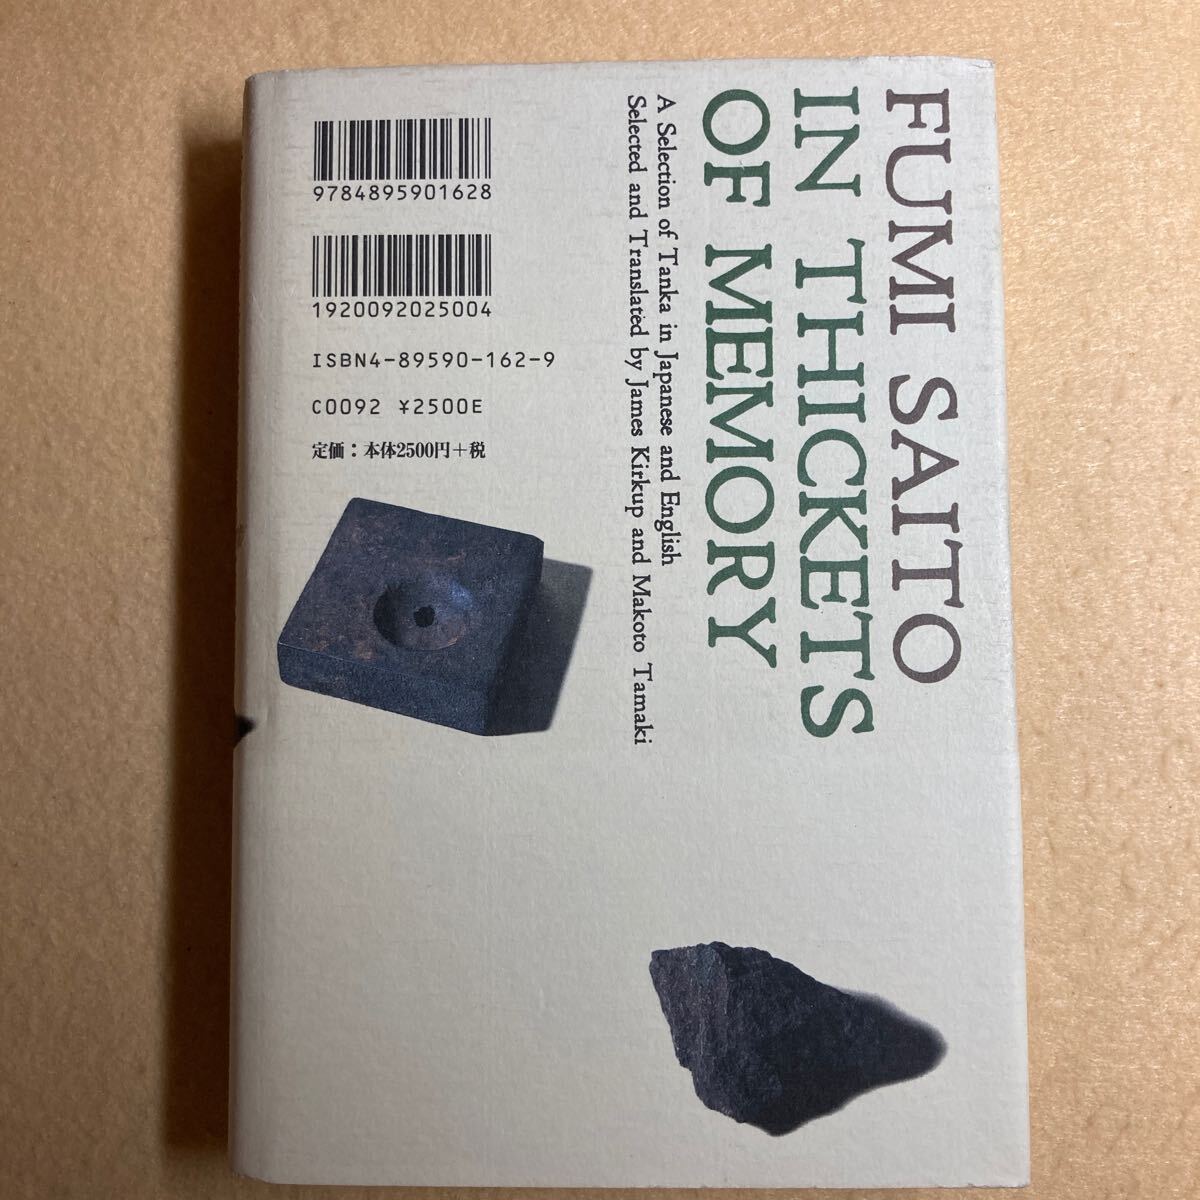 FUMI SAITO
IN THICKETS
OF MEMORY
A Selection of Tanka in Japanese and English
Selected and Translated by James Kirkup and Makoto Tamaki
9784895901628
1920092025004
ISBN4-89590-162-9
C0092 ¥2500E
定価：本体2500円＋税